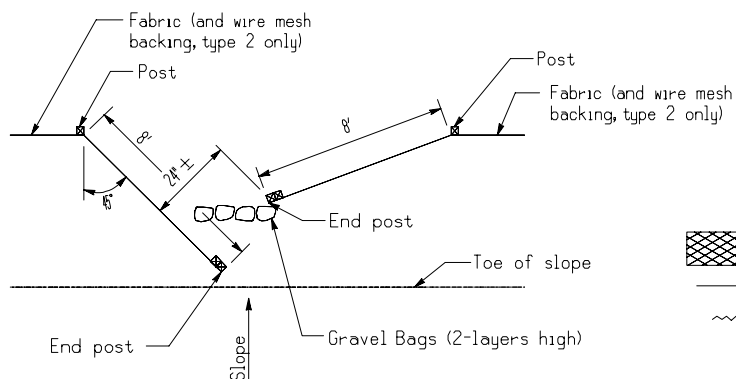 Fabric (and wire mesh
backing, type 2 only)
Post
Post
Fabric (and wire mesh
backing, type 2 only)
8'
8'
24" ±
45°
End post
Toe of slope
End post
Gravel Bags (2-layers high)
Slope